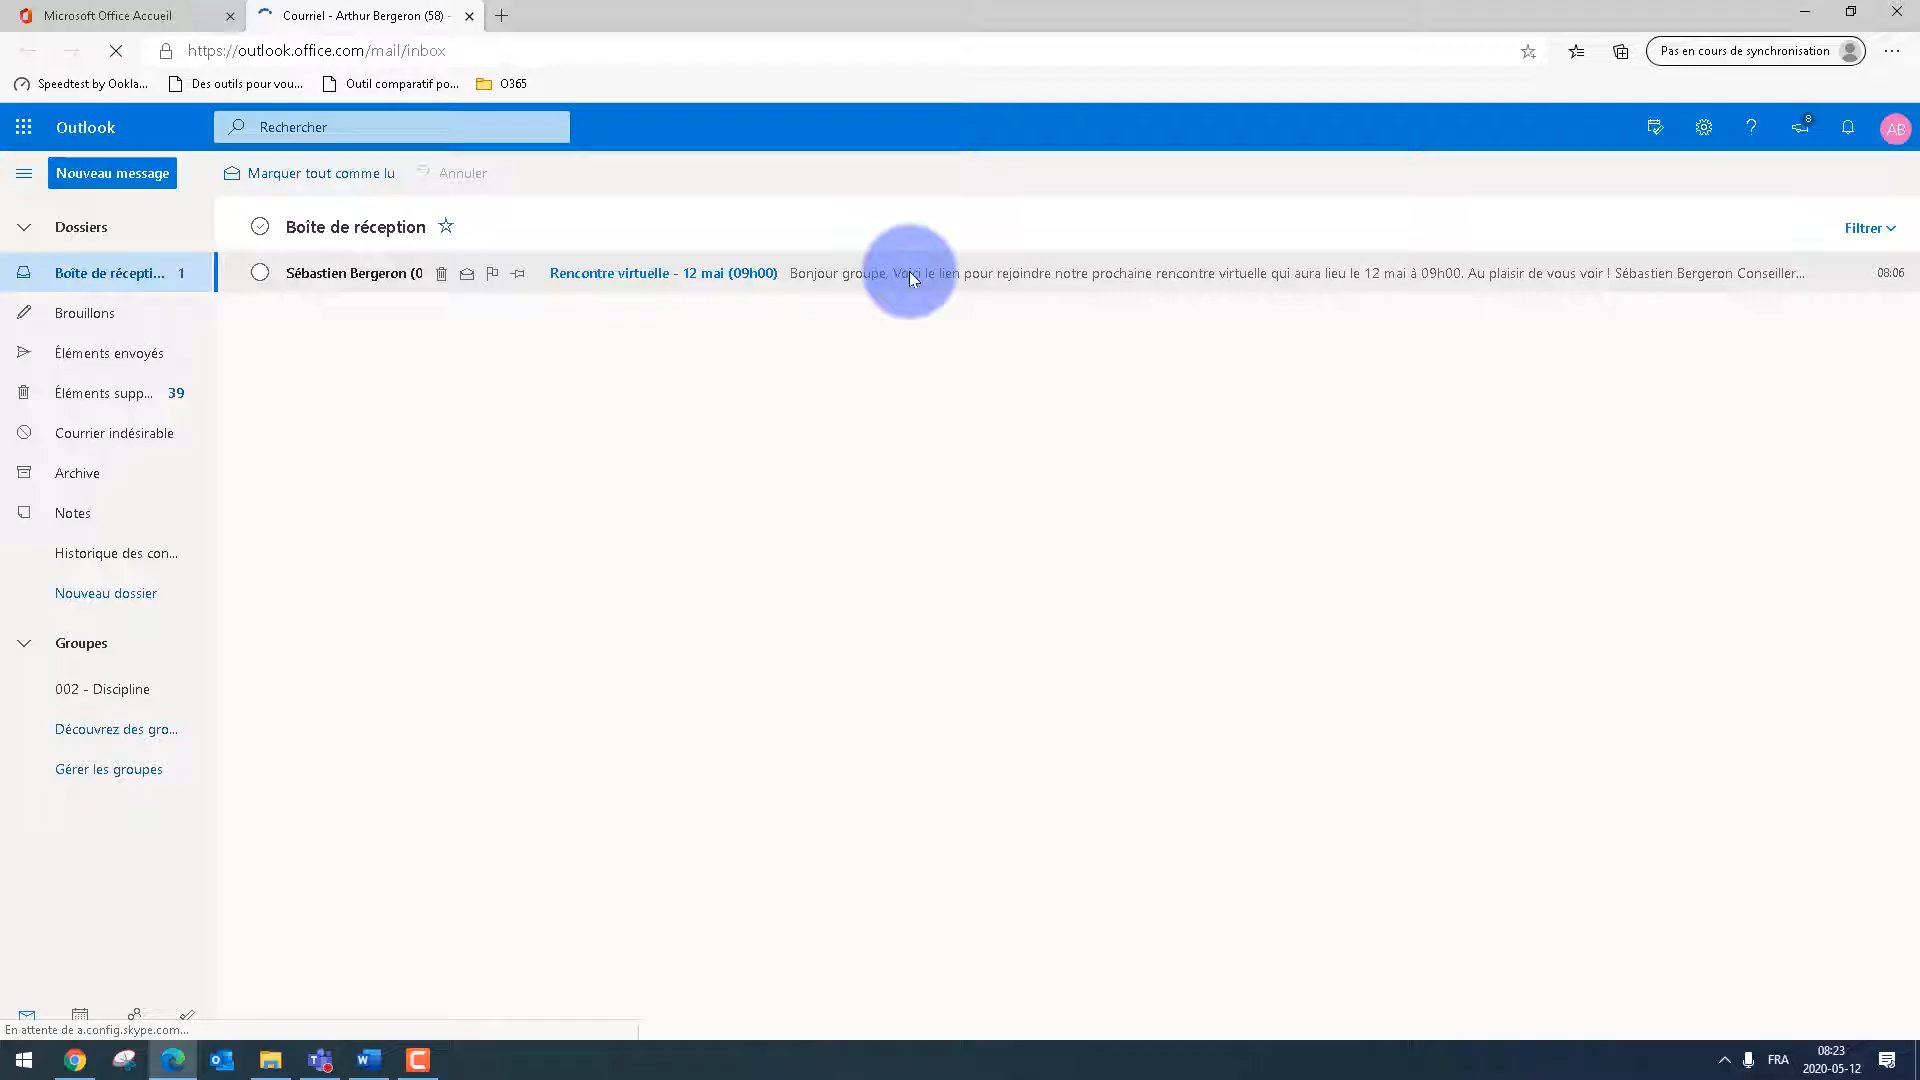 Microsoft Office Accueil
Courriel - Arthur Bergeron (58) -
https://outlook.office.com/mail/inbox
Pas en cours de synchronisation
Speedtest by Ookla...
Des outils pour vou...
Outil comparatif po...
O365
Outlook
Rechercher
8
AB
Nouveau message
Marquer tout comme lu
Annuler
Dossiers
Boîte de réception
Filtrer
Boîte de récepti... 1
Sébastien Bergeron (0
Rencontre virtuelle - 12 mai (09h00)
Bonjour groupe, Voici le lien pour rejoindre notre prochaine rencontre virtuelle qui aura lieu le 12 mai à 09h00. Au plaisir de vous voir ! Sébastien Bergeron Conseiller...
08:06
Brouillons
Éléments envoyés
Éléments supp... 39
Courrier indésirable
Archive
Notes
Historique des con...
Nouveau dossier
Groupes
002 - Discipline
Découvrez des gro...
Gérer les groupes
En attente de a.config.skype.com...
FRA
08:23
2020-05-12